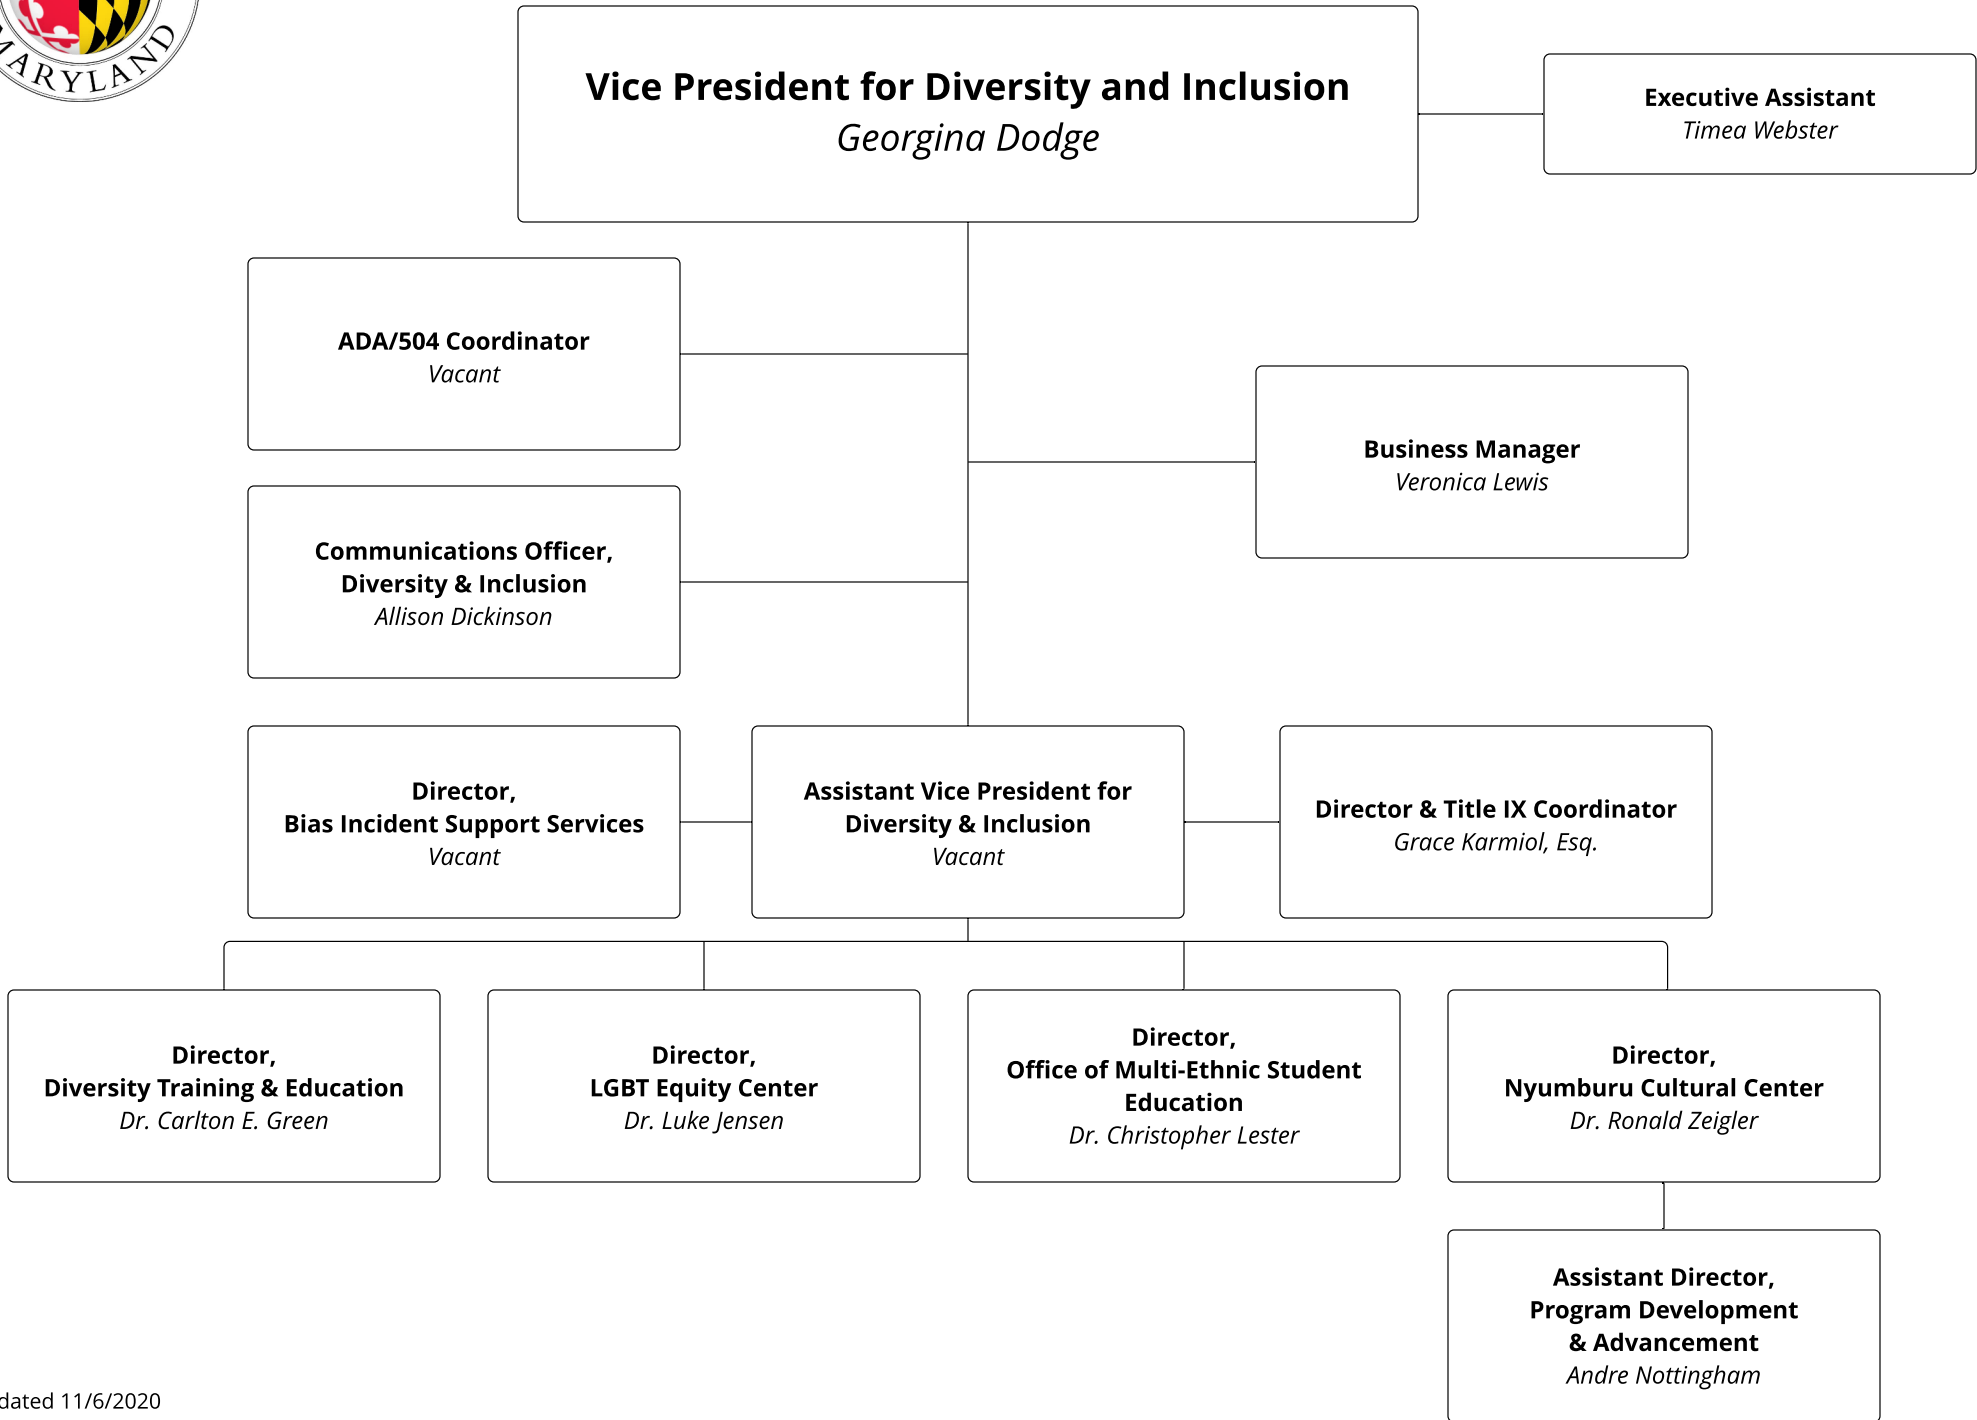 MARYLAND
Vice President for Diversity and Inclusion
Georgina Dodge
Executive Assistant
Timea Webster
ADA/504 Coordinator
Vacant
Business Manager
Veronica Lewis
Communications Officer,
Diversity & Inclusion
Allison Dickinson
Director,
Bias Incident Support Services
Vacant
Assistant Vice President for
Diversity & Inclusion
Vacant
Director & Title IX Coordinator
Grace Karmiol, Esq.
Director,
Diversity Training & Education
Dr. Carlton E. Green
Director,
LGBT Equity Center
Dr. Luke Jensen
Director,
Office of Multi-Ethnic Student
Education
Dr. Christopher Lester
Director,
Nyumburu Cultural Center
Dr. Ronald Zeigler
Assistant Director,
Program Development
& Advancement
Andre Nottingham
dated 11/6/2020